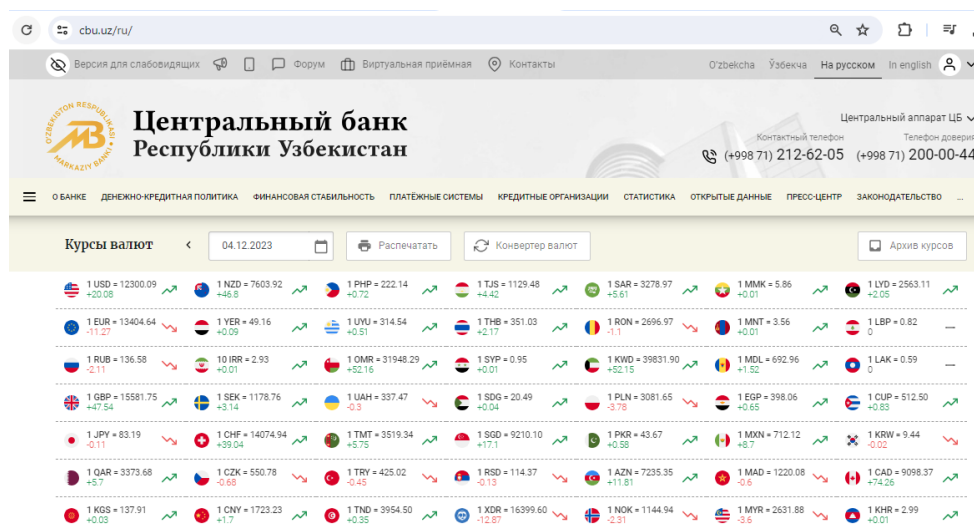 cbu.uz/ru/
Версия для слабовидящих Форум Виртуальная приёмная Контакты O'zbekcha Ўзбекча На русском In english
O'ZBEKISTON RESPUBLIKASI MARKAZIY BANKI
Центральный банк
Республики Узбекистан
Центральный аппарат ЦБ
Контактный телефон Телефон доверия
(+998 71) 212-62-05 (+998 71) 200-00-44
О БАНКЕ ДЕНЕЖНО-КРЕДИТНАЯ ПОЛИТИКА ФИНАНСОВАЯ СТАБИЛЬНОСТЬ ПЛАТЁЖНЫЕ СИСТЕМЫ КРЕДИТНЫЕ ОРГАНИЗАЦИИ СТАТИСТИКА ОТКРЫТЫЕ ДАННЫЕ ПРЕСС-ЦЕНТР ЗАКОНОДАТЕЛЬСТВО ...
Курсы валют < 04.12.2023 Распечатать Конвертер валют Архив курсов
1 USD = 12300.09 1 NZD = 7603.92 1 PHP = 222.14 1 TJS = 1129.48 1 SAR = 3278.97 1 MMK = 5.86 1 LYD = 2563.11
+20.08 +46.8 +0.72 +4.42 +5.61 +0.01 +2.05
1 EUR = 13404.64 1 YER = 49.16 1 UYU = 314.54 1 THB = 351.03 1 RON = 2696.97 1 MNT = 3.56 1 LBP = 0.82
-11.27 +0.09 +0.51 +2.17 -1.1 +0.01 0
1 RUB = 136.58 10 IRR = 2.93 1 OMR = 31948.29 1 SYP = 0.95 1 KWD = 39831.90 1 MDL = 692.96 1 LAK = 0.59
-2.11 +0.01 +52.16 +0.01 +52.15 +1.52 0
1 GBP = 15581.75 1 SEK = 1178.76 1 UAH = 337.47 1 SDG = 20.49 1 PLN = 3081.65 1 EGP = 398.06 1 CUP = 512.50
+47.54 +3.14 -0.3 +0.04 -3.78 +0.65 +0.83
1 JPY = 83.19 1 CHF = 14074.94 1 TMT = 3519.34 1 SGD = 9210.10 1 PKR = 43.67 1 MXN = 712.12 1 KRW = 9.44
-0.11 +39.04 +5.75 +17.1 +0.58 +8.7 -0.02
1 QAR = 3373.68 1 CZK = 550.78 1 TRY = 425.02 1 RSD = 114.37 1 AZN = 7235.35 1 MAD = 1220.08 1 CAD = 9098.37
+5.7 -0.68 -0.45 -0.13 +11.81 -0.6 +74.26
1 KGS = 137.91 1 CNY = 1723.23 1 TND = 3954.50 1 XDR = 16399.60 1 NOK = 1144.94 1 MYR = 2631.88 1 KHR = 2.99
+0.03 +1.7 +0.35 -12.87 -2.31 -3.6 +0.01